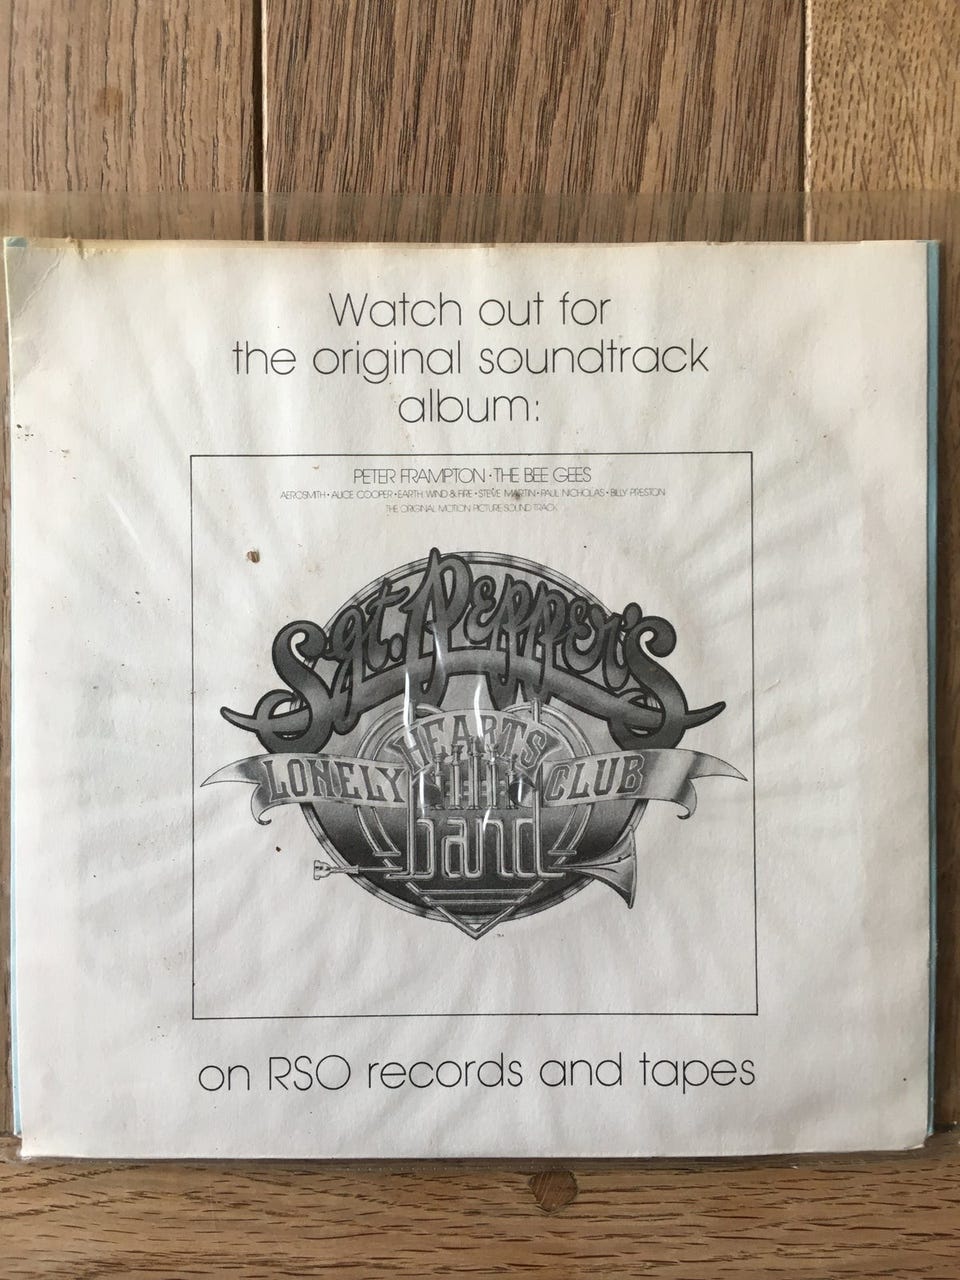 Watch out for
the original soundtrack
album:
PETER FRAMPTON · THE BEE GEES
AEROSMITH · ALICE COOPER · EARTH WIND & FIRE · STEVE MARTIN · PAUL NICHOLAS · BILLY PRESTON
THE ORIGINAL MOTION PICTURE SOUND TRACK
Sgt. Pepper's
LONELY HEARTS CLUB
band
on RSO records and tapes